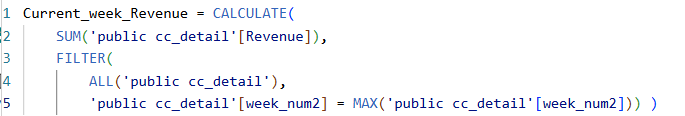 1 Current_week_Revenue = CALCULATE(
2 SUM('public cc_detail'[Revenue]),
3 FILTER(
4 ALL('public cc_detail'),
5 'public cc_detail'[week_num2] = MAX('public cc_detail'[week_num2])) )